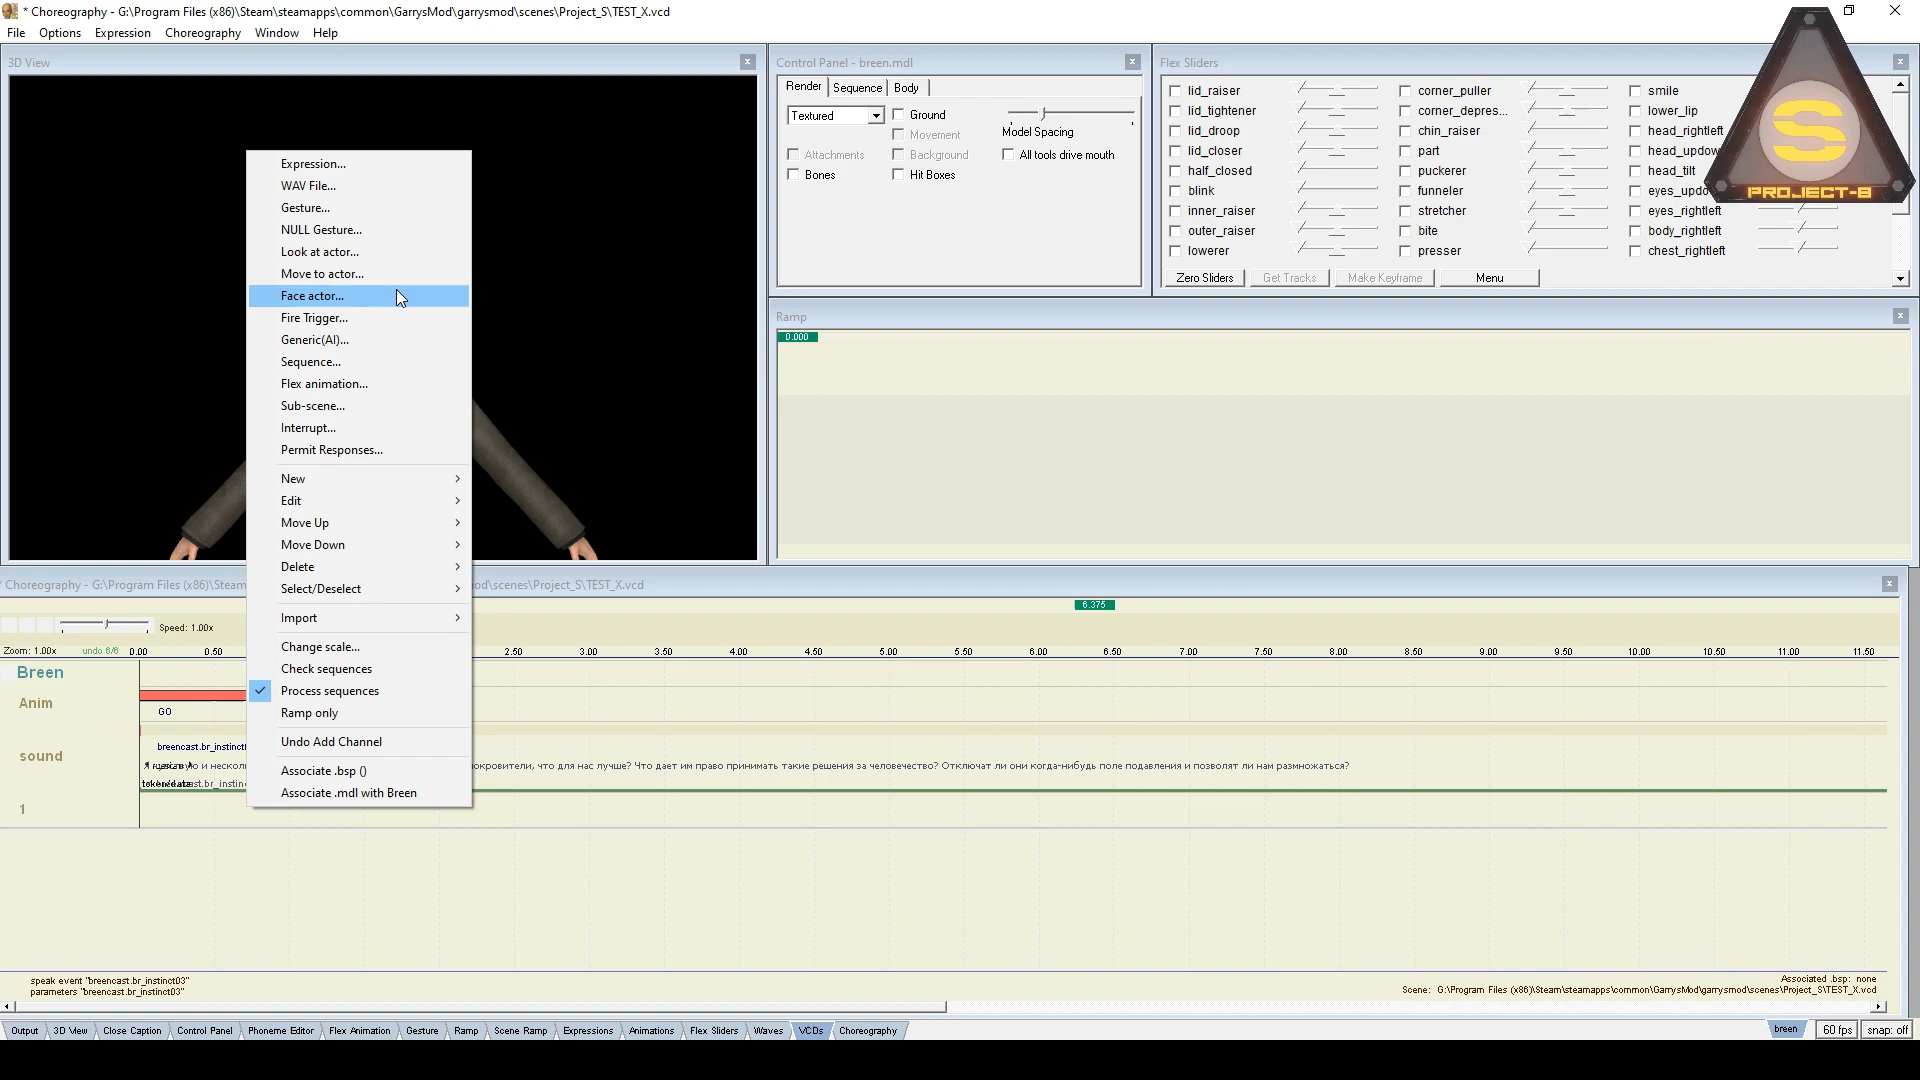 * Choreography - G:\Program Files (x86)\Steam\steamapps\common\GarrysMod\garrysmod\scenes\Project_S\TEST_X.vcd
File Options Expression Choreography Window Help
3D View
Control Panel - breen.mdl
Render Sequence Body
Textured
Ground
Movement
Model Spacing
Attachments
Background
All tools drive mouth
Bones
Hit Boxes
Flex Sliders
lid_raiser corner_puller smile
lid_tightener corner_depres... lower_lip
lid_droop chin_raiser head_rightleft
lid_closer part
half_closed puckerer head_tilt
blink funneler
inner_raiser stretcher eyes_rightleft
outer_raiser bite body_rightleft
lowerer presser chest_rightleft
Zero Sliders Get Tracks Make Keyframe Menu
S
PROJECT-S
Ramp
0.000
Expression...
WAV File...
Gesture...
NULL Gesture...
Look at actor...
Move to actor...
Face actor...
Fire Trigger...
Generic(AI)...
Sequence...
Flex animation...
Sub-scene...
Interrupt...
Permit Responses...
New
Edit
Move Up
Move Down
Delete
Select/Deselect
Import
Change scale...
Check sequences
Process sequences
Ramp only
Undo Add Channel
Associate .bsp ()
Associate .mdl with Breen
* Choreography - G:\Program Files (x86)\Steam
od\scenes\Project_S\TEST_X.vcd
6.375
Speed: 1.00x
Zoom: 1.00x undo 6/6 0.00 0.50 2.50 3.00 3.50 4.00 4.50 5.00 5.50 6.00 6.50 7.00 7.50 8.00 8.50 9.00 9.50 10.00 10.50 11.00 11.50
Breen
Anim
GO
breencast.br_instinct
sound
и нескол
окровители, что для нас лучше? Что дает им право принимать такие решения за человечество? Отключат ли они когда-нибудь поле подавления и позволят ли нам размножаться?
1
speak event "breencast.br_instinct03"
parameters "breencast.br_instinct03"
Associated .bsp: none
Scene: G:\Program Files (x86)\Steam\steamapps\common\GarrysMod\garrysmod\scenes\Project_S\TEST_X.vcd
Output 3D View Close Caption Control Panel Phoneme Editor Flex Animation Gesture Ramp Scene Ramp Expressions Animations Flex Sliders Waves VCDs Choreography
breen 60 fps snap: off